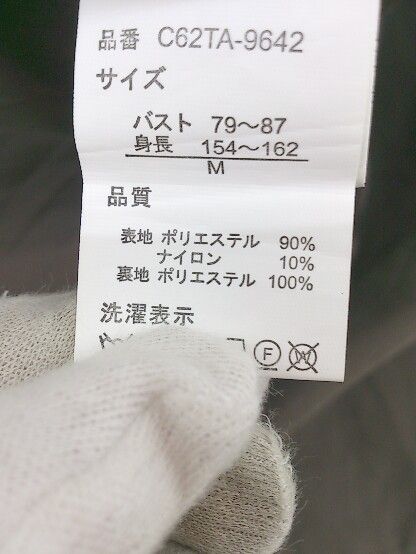 品番 C62TA-9642
サイズ
バスト 79〜87
身長 154〜162
M
品質
表地 ポリエステル 90%
ナイロン 10%
裏地 ポリエステル 100%
洗濯表示
F W